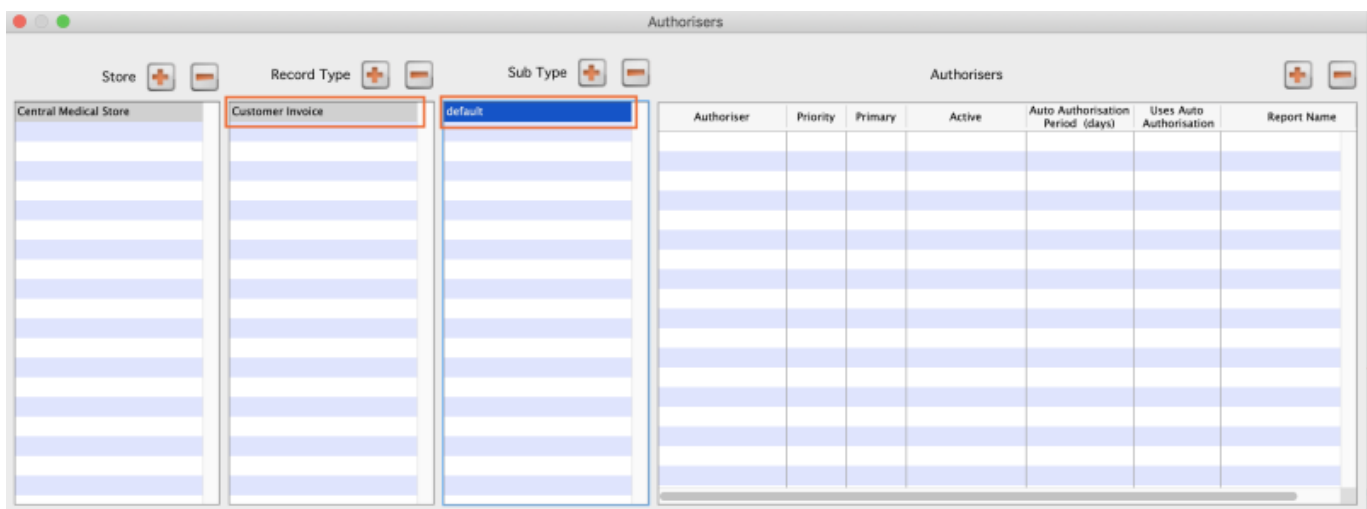 Authorisers
Store Record Type Sub Type Authorisers
Central Medical Store Customer Invoice default
Authoriser Priority Primary Active Auto Authorisation Period (days) Uses Auto Authorisation Report Name